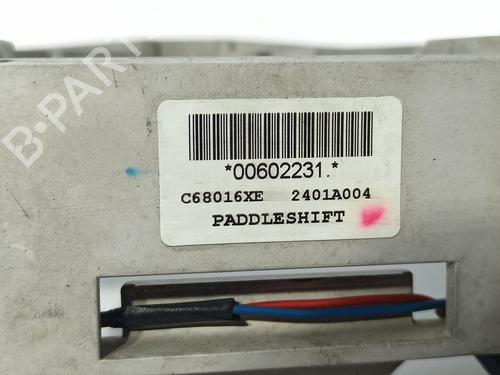 B-PARTS
*00602231.*
C68016XE 2401A004
PADDLESHIFT